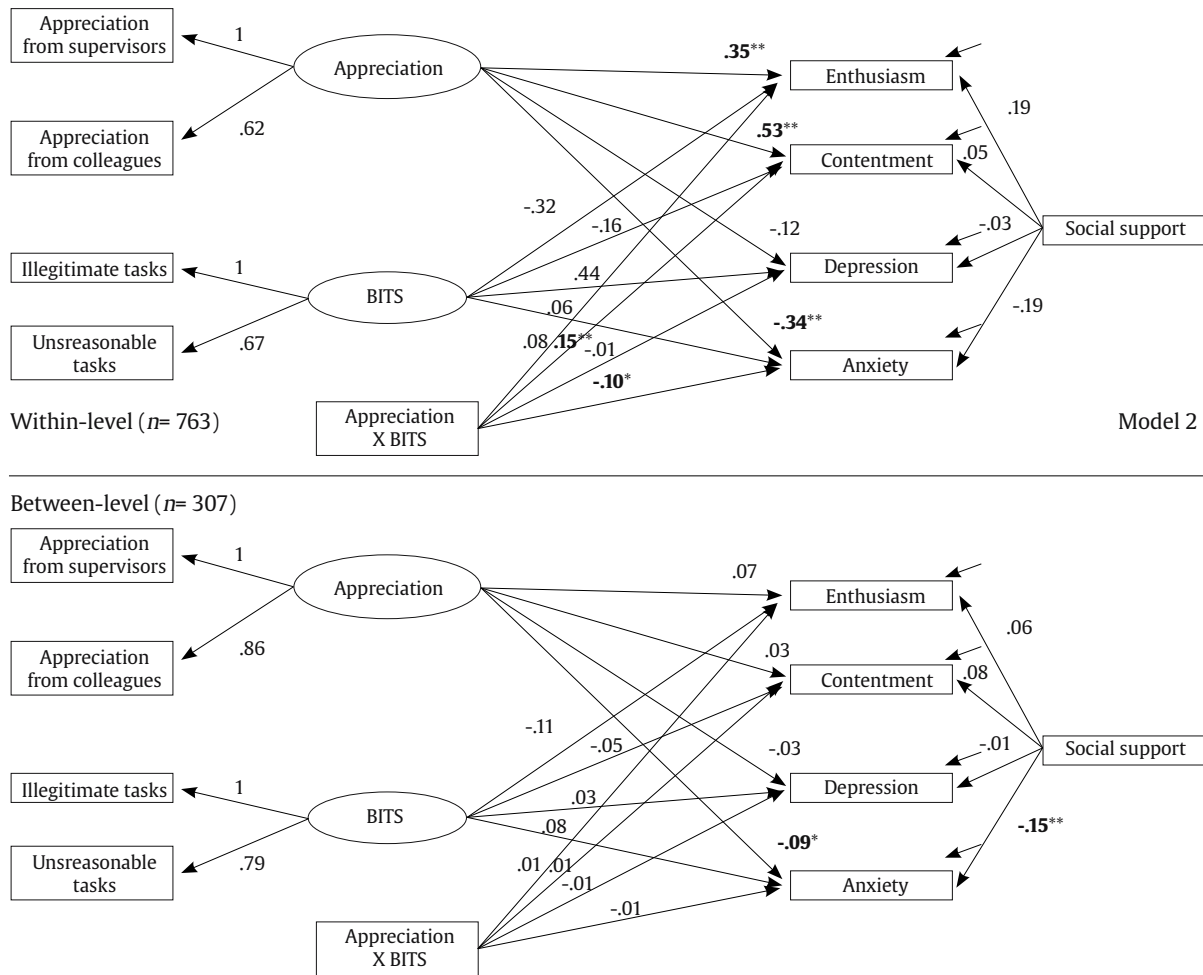 Appreciation
from supervisors
1
Appreciation
.35**
Enthusiasm
.19
Appreciation
from colleagues
.62
.53**
Contentment
.05
-.32
-.16
-.12
-.03
Social support
Illegitimate tasks
1
BITS
.44
Depression
.06
-.19
Unsreasonable
tasks
.67
.08
.15**
-.01
-.34**
Anxiety
-.10*
Appreciation
X BITS
Within-level (n= 763)
Model 2
Between-level (n= 307)
Appreciation
from supervisors
1
Appreciation
.07
Enthusiasm
.06
Appreciation
from colleagues
.86
.03
Contentment
.08
-.11
-.05
-.03
-.01
Social support
Illegitimate tasks
1
BITS
.03
Depression
.08
-.15**
Unsreasonable
tasks
.79
.01
.01
-.01
-.09*
Anxiety
-.01
Appreciation
X BITS